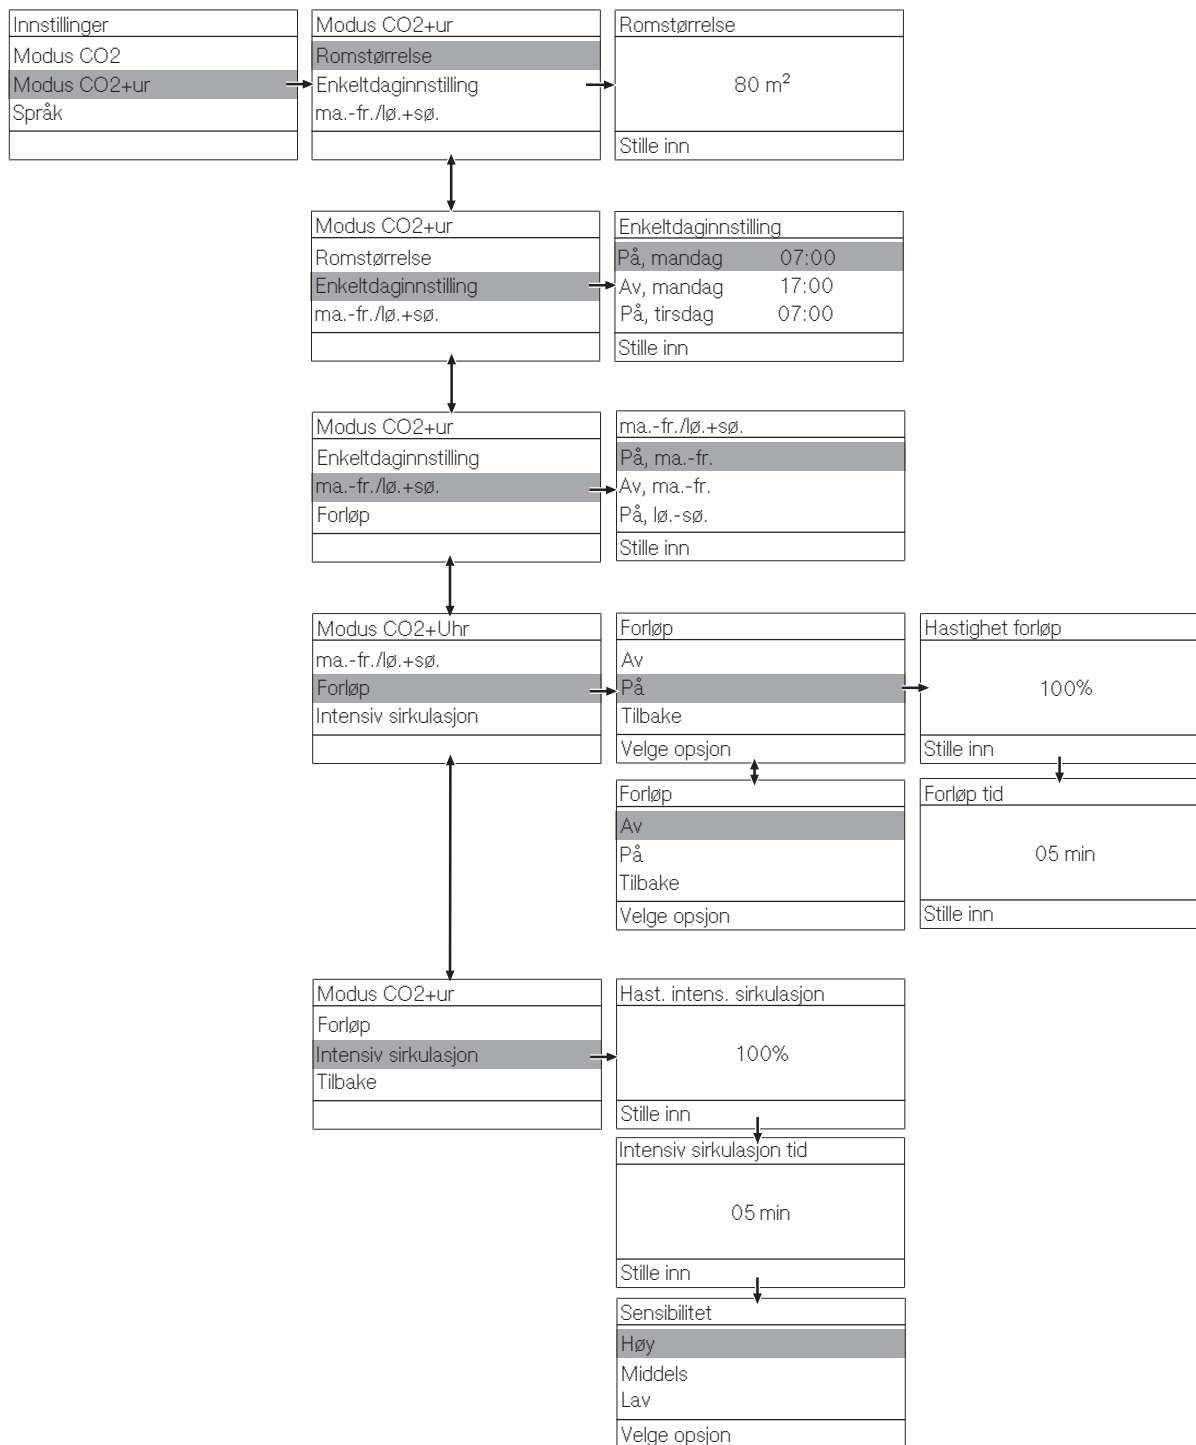 Innstillinger
Modus CO2
Modus CO2+ur
Språk
Modus CO2+ur
Romstørrelse
Enkeltdaginnstilling
ma.-fr./lø.+sø.
Romstørrelse
80 m²
Stille inn
Modus CO2+ur
Romstørrelse
Enkeltdaginnstilling
ma.-fr./lø.+sø.
Enkeltdaginnstilling
På, mandag 07:00
Av, mandag 17:00
På, tirsdag 07:00
Stille inn
Modus CO2+ur
Enkeltdaginnstilling
ma.-fr./lø.+sø.
Forløp
ma.-fr./lø.+sø.
På, ma.-fr.
Av, ma.-fr.
På, lø.-sø.
Stille inn
Modus CO2+Uhr
ma.-fr./lø.+sø.
Forløp
Intensiv sirkulasjon
Forløp
Av
På
Tilbake
Velge opsjon
Hastighet forløp
100%
Stille inn
Forløp
Av
På
Tilbake
Velge opsjon
Forløp tid
05 min
Stille inn
Modus CO2+ur
Forløp
Intensiv sirkulasjon
Tilbake
Hast. intens. sirkulasjon
100%
Stille inn
Intensiv sirkulasjon tid
05 min
Stille inn
Sensibilitet
Høy
Middels
Lav
Velge opsjon